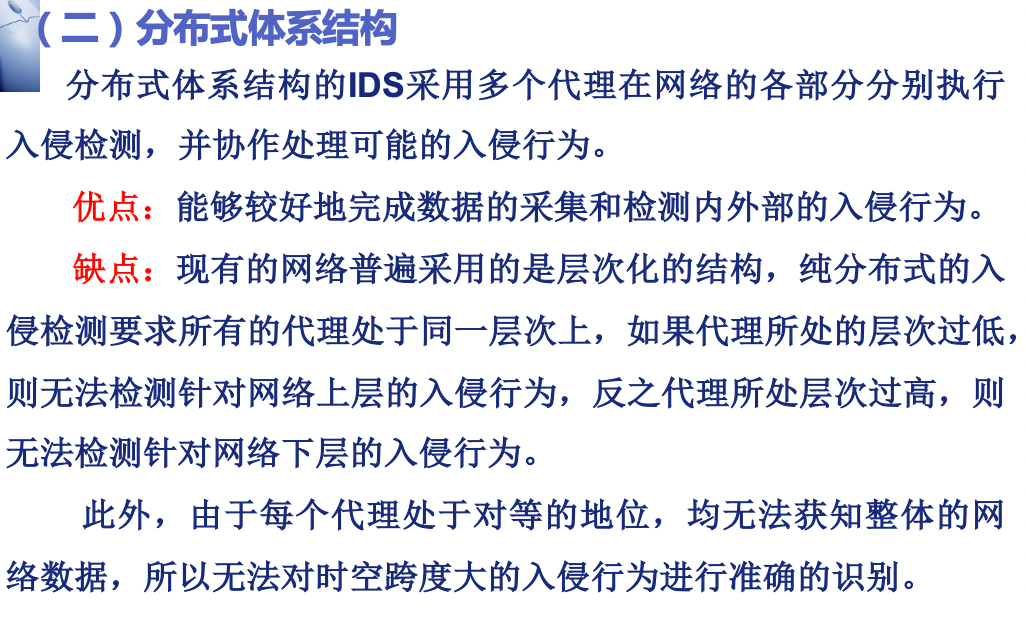 （二）分布式体系结构
分布式体系结构的IDS采用多个代理在网络的各部分分别执行
入侵检测，并协作处理可能的入侵行为。
优点：能够较好地完成数据的采集和检测内外部的入侵行为。
缺点：现有的网络普遍采用的是层次化的结构，纯分布式的入
侵检测要求所有的代理处于同一层次上，如果代理所处的层次过低，
则无法检测针对网络上层的入侵行为，反之代理所处层次过高，则
无法检测针对网络下层的入侵行为。
此外，由于每个代理处于对等的地位，均无法获知整体的网
络数据，所以无法对时空跨度大的入侵行为进行准确的识别。